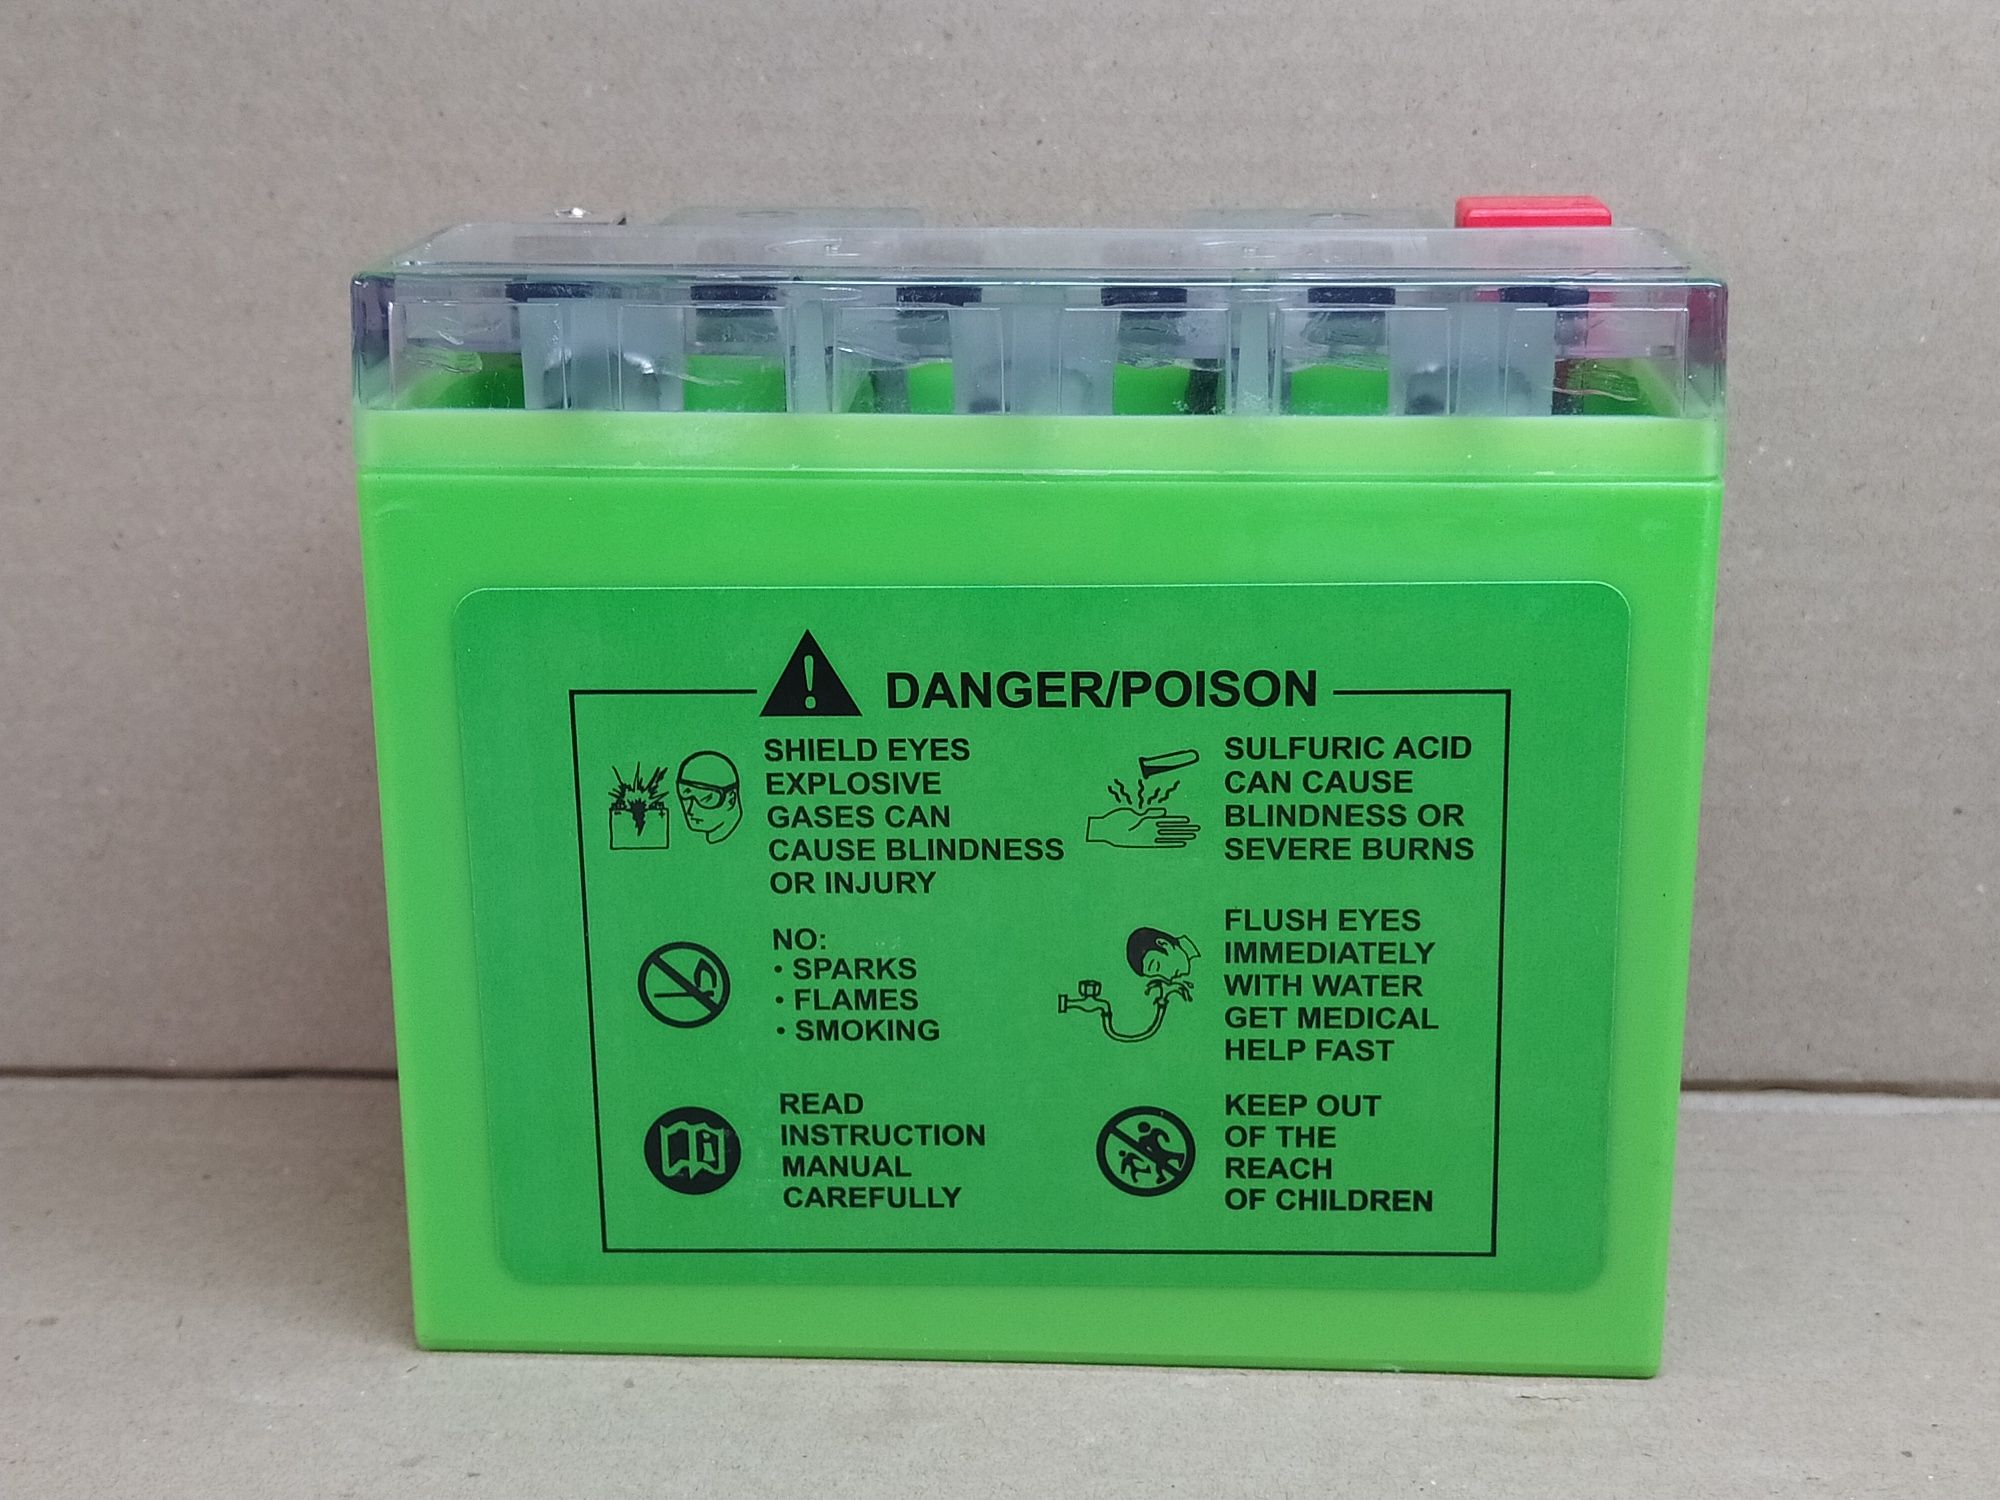 DANGER/POISON
SHIELD EYES
EXPLOSIVE
GASES CAN
CAUSE BLINDNESS
OR INJURY
SULFURIC ACID
CAN CAUSE
BLINDNESS OR
SEVERE BURNS
NO:
• SPARKS
• FLAMES
• SMOKING
FLUSH EYES
IMMEDIATELY
WITH WATER
GET MEDICAL
HELP FAST
READ
INSTRUCTION
MANUAL
CAREFULLY
KEEP OUT
OF THE
REACH
OF CHILDREN